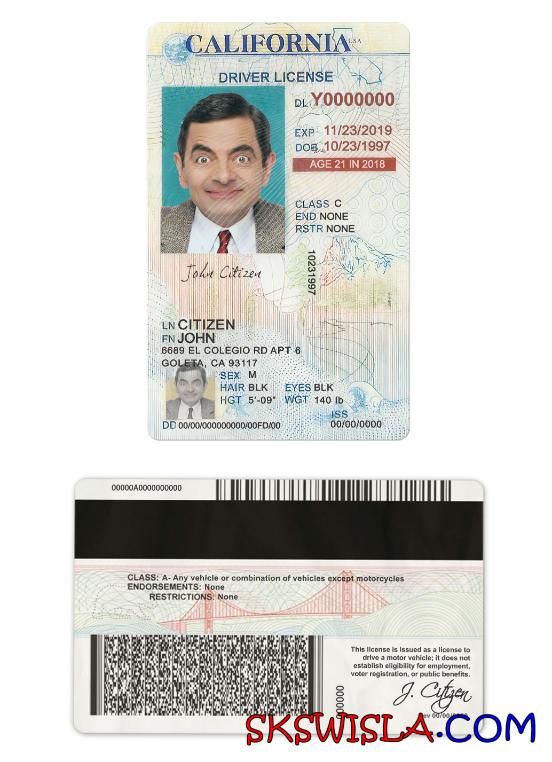 CALIFORNIA USA
DRIVER LICENSE
DL Y0000000
EXP 11/23/2019
DOB 10/23/1997
AGE 21 IN 2018
CLASS C
END NONE
RSTR NONE
10231997
John Citizen
LN CITIZEN
FN JOHN
6689 EL COLEGIO RD APT 6
GOLETA, CA 93117
SEX M
HAIR BLK EYES BLK
HGT 5'-09" WGT 140 lb
ISS
DD 00/00/000000000/00FD/00 00/00/0000
00000A0000000000
CLASS: A- Any vehicle or combination of vehicles except motorcycles
ENDORSEMENTS: None
RESTRICTIONS: None
This license is issued as a license to
drive a motor vehicle; it does not
establish eligibility for employment,
voter registration, or public benefits.
J. Citizen
00000
SKSWISLA.COM